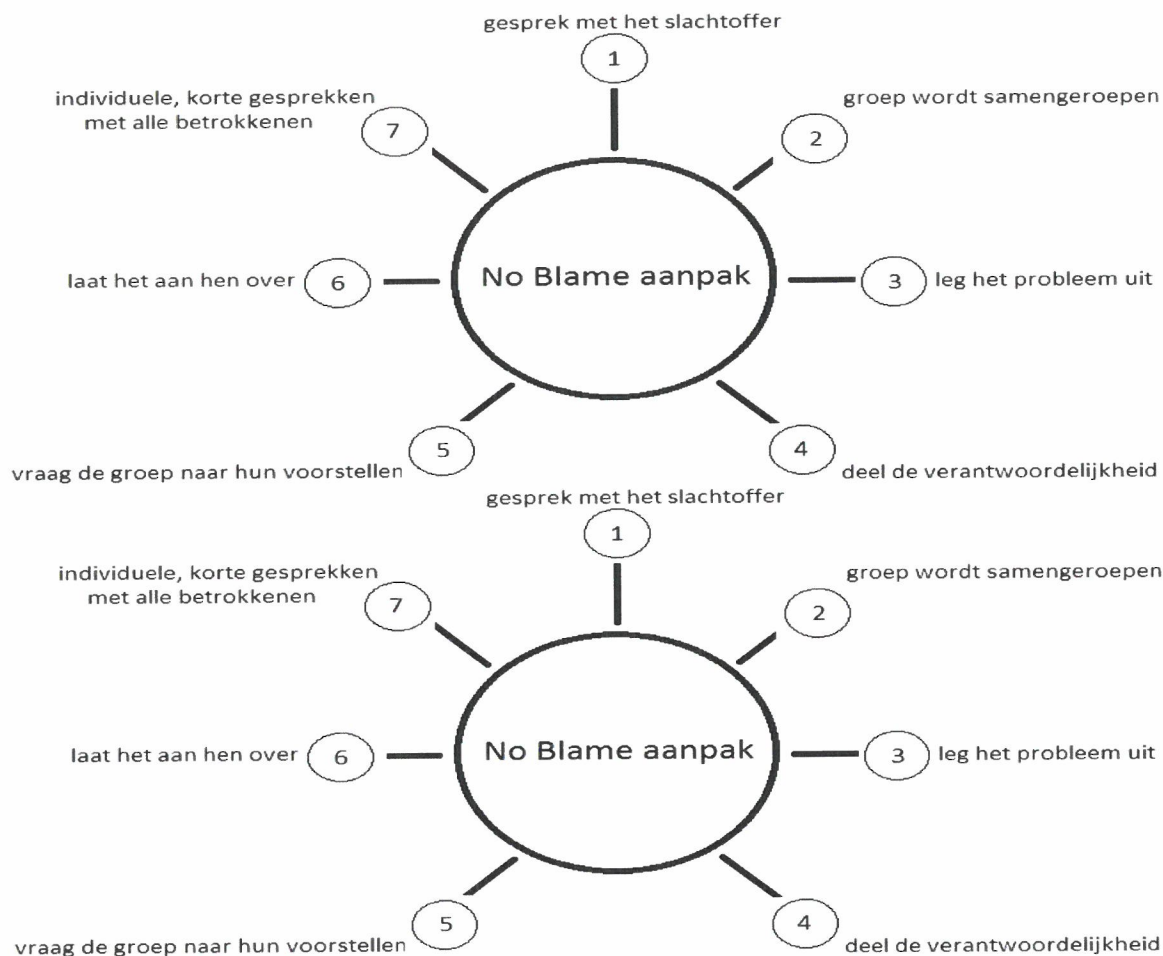 gesprek met het slachtoffer
1
groep wordt samengeroepen
2
3
leg het probleem uit
4
deel de verantwoordelijkheid
5
vraag de groep naar hun voorstellen
6
laat het aan hen over
7
individuele, korte gesprekken
met alle betrokkenen
No Blame aanpak
gesprek met het slachtoffer
1
groep wordt samengeroepen
2
3
leg het probleem uit
4
deel de verantwoordelijkheid
5
vraag de groep naar hun voorstellen
6
laat het aan hen over
7
individuele, korte gesprekken
met alle betrokkenen
No Blame aanpak